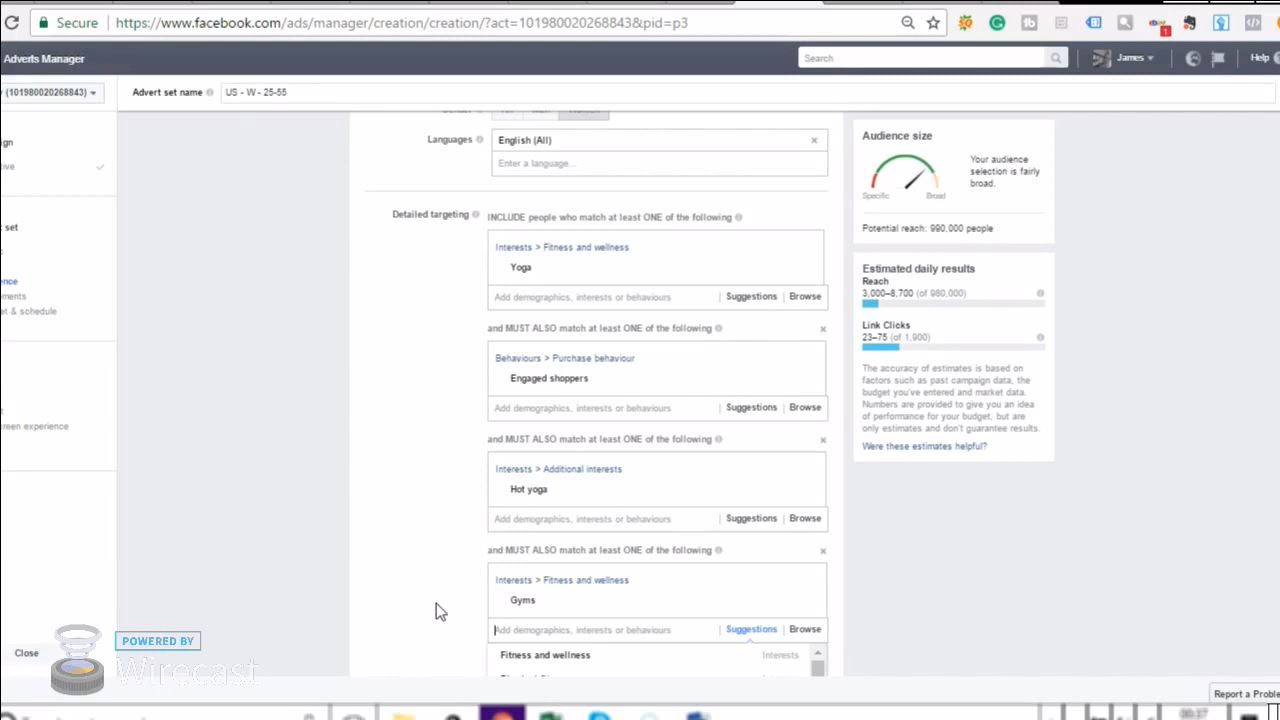 Secure
https://www.facebook.com/ads/manager/creation/creation/?act=101980020268843&pid=p3
1
Adverts Manager
Search
James
Help
(101980020268843)
Advert set name
US - W - 25-55
Languages
English (All)
Enter a language...
Detailed targeting
INCLUDE people who match at least ONE of the following
Interests > Fitness and wellness
Yoga
Add demographics, interests or behaviours
Suggestions
Browse
and MUST ALSO match at least ONE of the following
Behaviours > Purchase behaviour
Engaged shoppers
Add demographics, interests or behaviours
Suggestions
Browse
and MUST ALSO match at least ONE of the following
Interests > Additional interests
Hot yoga
Add demographics, interests or behaviours
Suggestions
Browse
and MUST ALSO match at least ONE of the following
Interests > Fitness and wellness
Gyms
Add demographics, interests or behaviours
Suggestions
Browse
Fitness and wellness
Interests
Audience size
Specific
Broad
Your audience
selection is fairly
broad.
Potential reach: 990,000 people
Estimated daily results
Reach
3,000–8,700 (of 980,000)
Link Clicks
23–75 (of 1,900)
The accuracy of estimates is based on
factors such as past campaign data, the
budget you've entered and market data.
Numbers are provided to give you an idea
of performance for your budget, but are
only estimates and don't guarantee results.
Were these estimates helpful?
ign
tive
t set
ence
ements
et & schedule
t
creen experience
Close
POWERED BY
Wirecast
Report a Proble